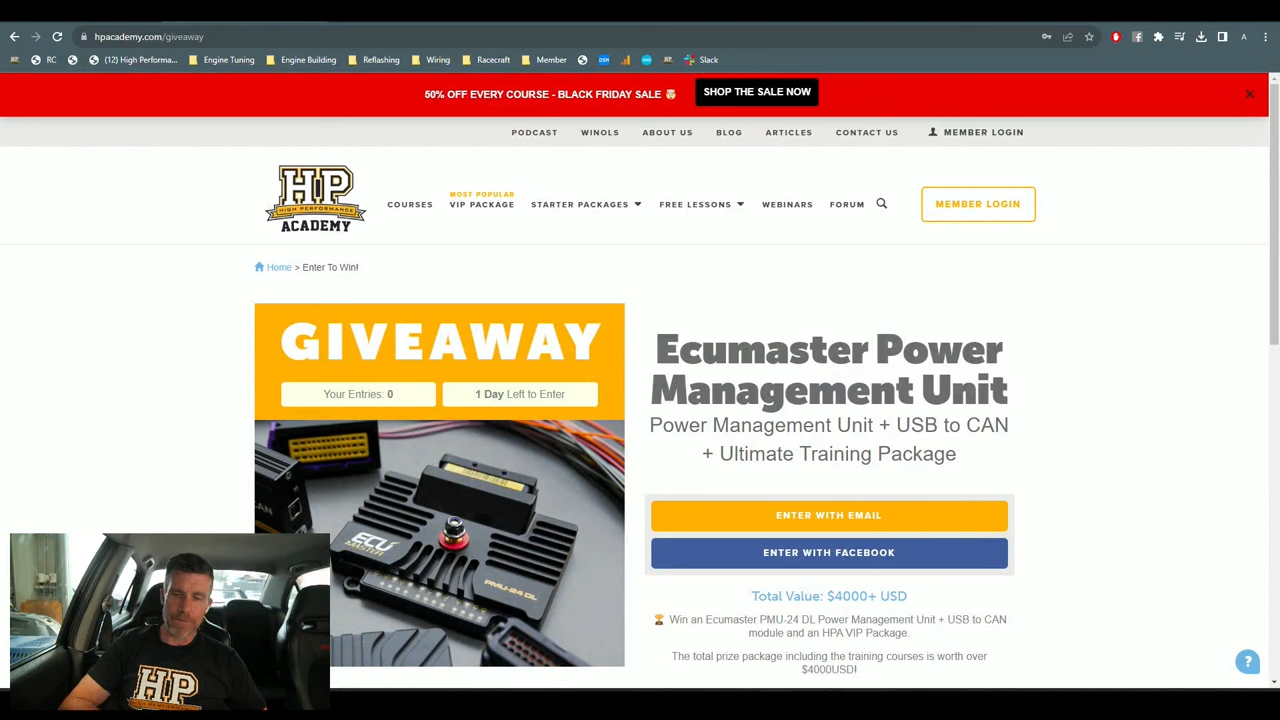 hpacademy.com/giveaway
RC
(12) High Performa...
Engine Tuning
Engine Building
Reflashing
Wiring
Racecraft
Member
DSM
Slack
A
50% OFF EVERY COURSE - BLACK FRIDAY SALE 🤯
SHOP THE SALE NOW
PODCAST
WINOLS
ABOUT US
BLOG
ARTICLES
CONTACT US
MEMBER LOGIN
HP
HIGH PERFORMANCE
ACADEMY
COURSES
MOST POPULAR
VIP PACKAGE
STARTER PACKAGES
FREE LESSONS
WEBINARS
FORUM
MEMBER LOGIN
Home > Enter To Win!
GIVEAWAY
Your Entries: 0
1 Day Left to Enter
Ecumaster Power
Management Unit
Power Management Unit + USB to CAN
+ Ultimate Training Package
ENTER WITH EMAIL
ENTER WITH FACEBOOK
Total Value: $4000+ USD
🏆 Win an Ecumaster PMU-24 DL Power Management Unit + USB to CAN
module and an HPA VIP Package.
The total prize package including the training courses is worth over
$4000USD!
CAN
ECU
MASTER
PMU-24 DL
HP
ACADEMY
?